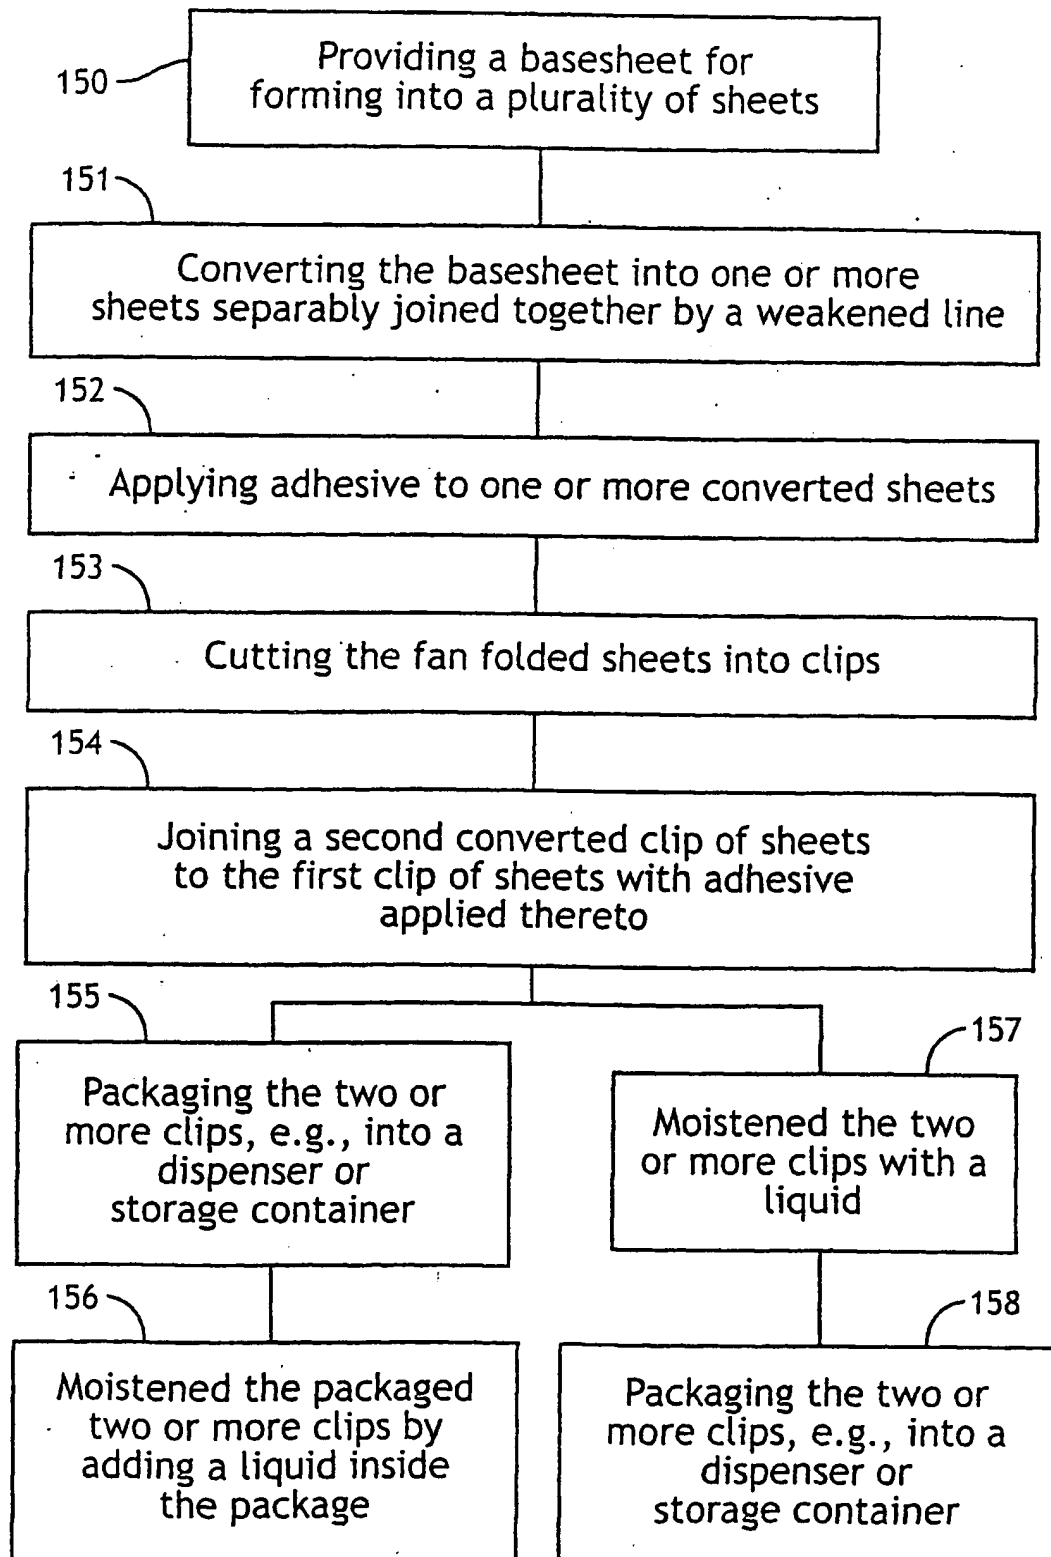 150
Providing a basesheet for
forming into a plurality of sheets
151
Converting the basesheet into one or more
sheets separably joined together by a weakened line
152
Applying adhesive to one or more converted sheets
153
Cutting the fan folded sheets into clips
154
Joining a second converted clip of sheets
to the first clip of sheets with adhesive
applied thereto
155
Packaging the two or
more clips, e.g., into a
dispenser or
storage container
156
Moistened the packaged
two or more clips by
adding a liquid inside
the package
157
Moistened the two
or more clips with a
liquid
158
Packaging the two or
more clips, e.g., into a
dispenser or
storage container